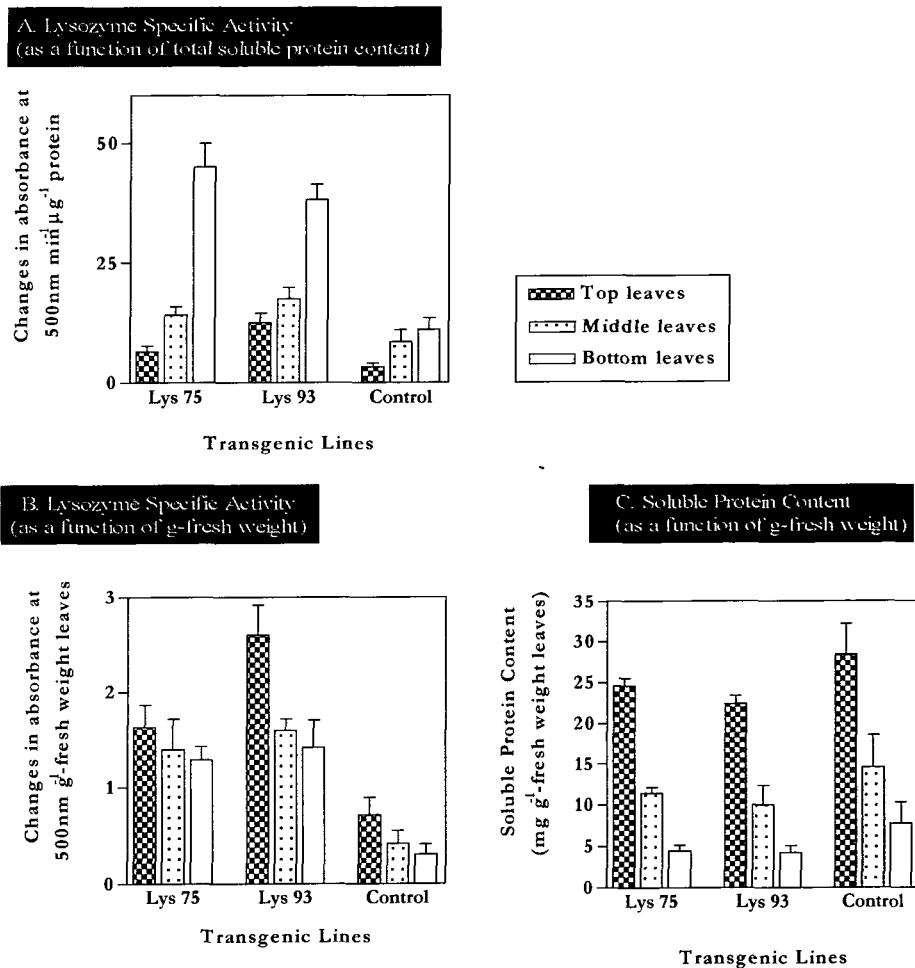 A. Lysozyme Specific Activity
(as a function of total soluble protein content)
Changes in absorbance at
500nm min⁻¹μg⁻¹ protein
50
25
0
Lys 75 Lys 93 Control
Transgenic Lines
Top leaves
Middle leaves
Bottom leaves
B. Lysozyme Specific Activity
(as a function of g-fresh weight)
Changes in absorbance at
500nm g⁻¹-fresh weight leaves
3
2
1
0
Lys 75 Lys 93 Control
Transgenic Lines
C. Soluble Protein Content
(as a function of g-fresh weight)
Soluble Protein Content
(mg g⁻¹-fresh weight leaves)
35
30
25
20
15
10
5
0
Lys 75 Lys 93 Control
Transgenic Lines